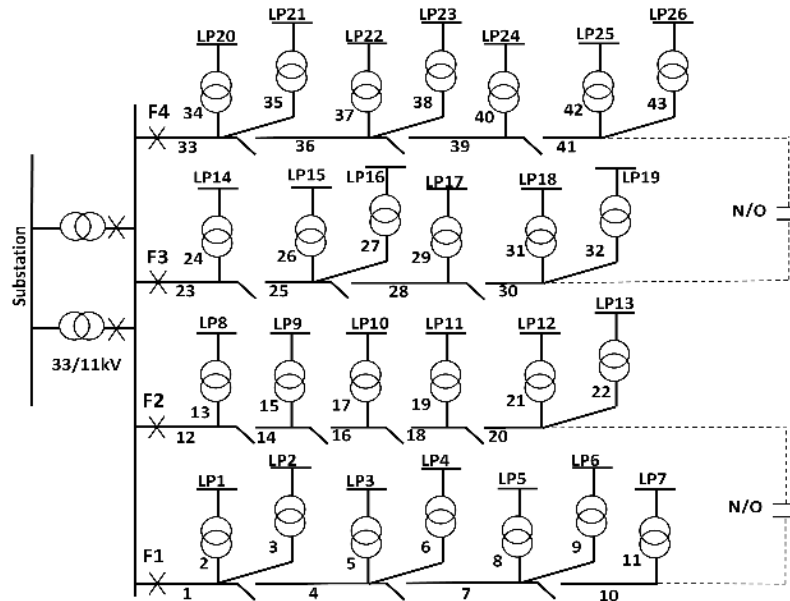 LP20
LP21
LP22
LP23
LP24
LP25
LP26
34
35
37
38
40
42
43
F4
33
36
39
41
LP14
LP15
LP16
LP17
LP18
LP19
N/O
24
26
27
29
31
32
F3
23
25
28
30
Substation
33/11kV
LP8
LP9
LP10
LP11
LP12
LP13
13
15
17
19
21
22
F2
12
14
16
18
20
LP1
LP2
LP3
LP4
LP5
LP6
LP7
N/O
2
3
5
6
8
9
11
F1
1
4
7
10